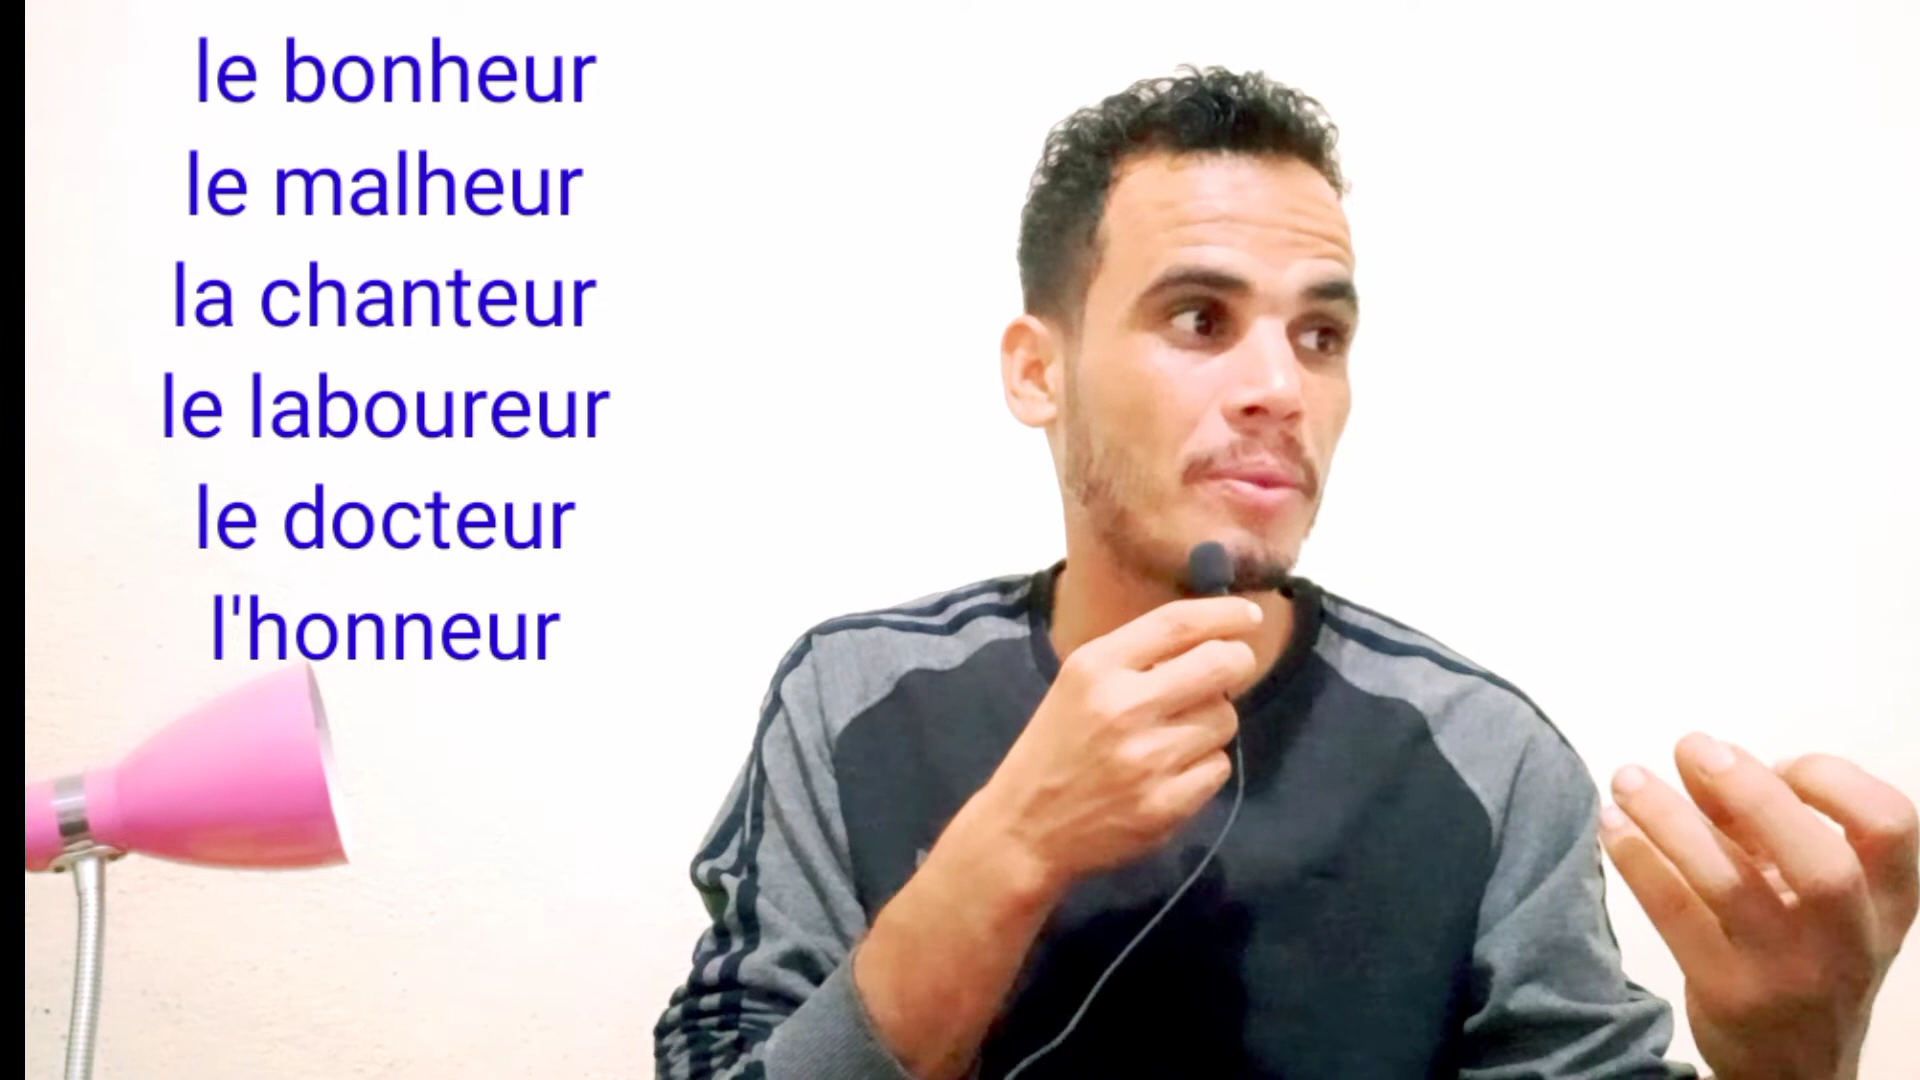 le bonheur
le malheur
la chanteur
le laboureur
le docteur
l'honneur